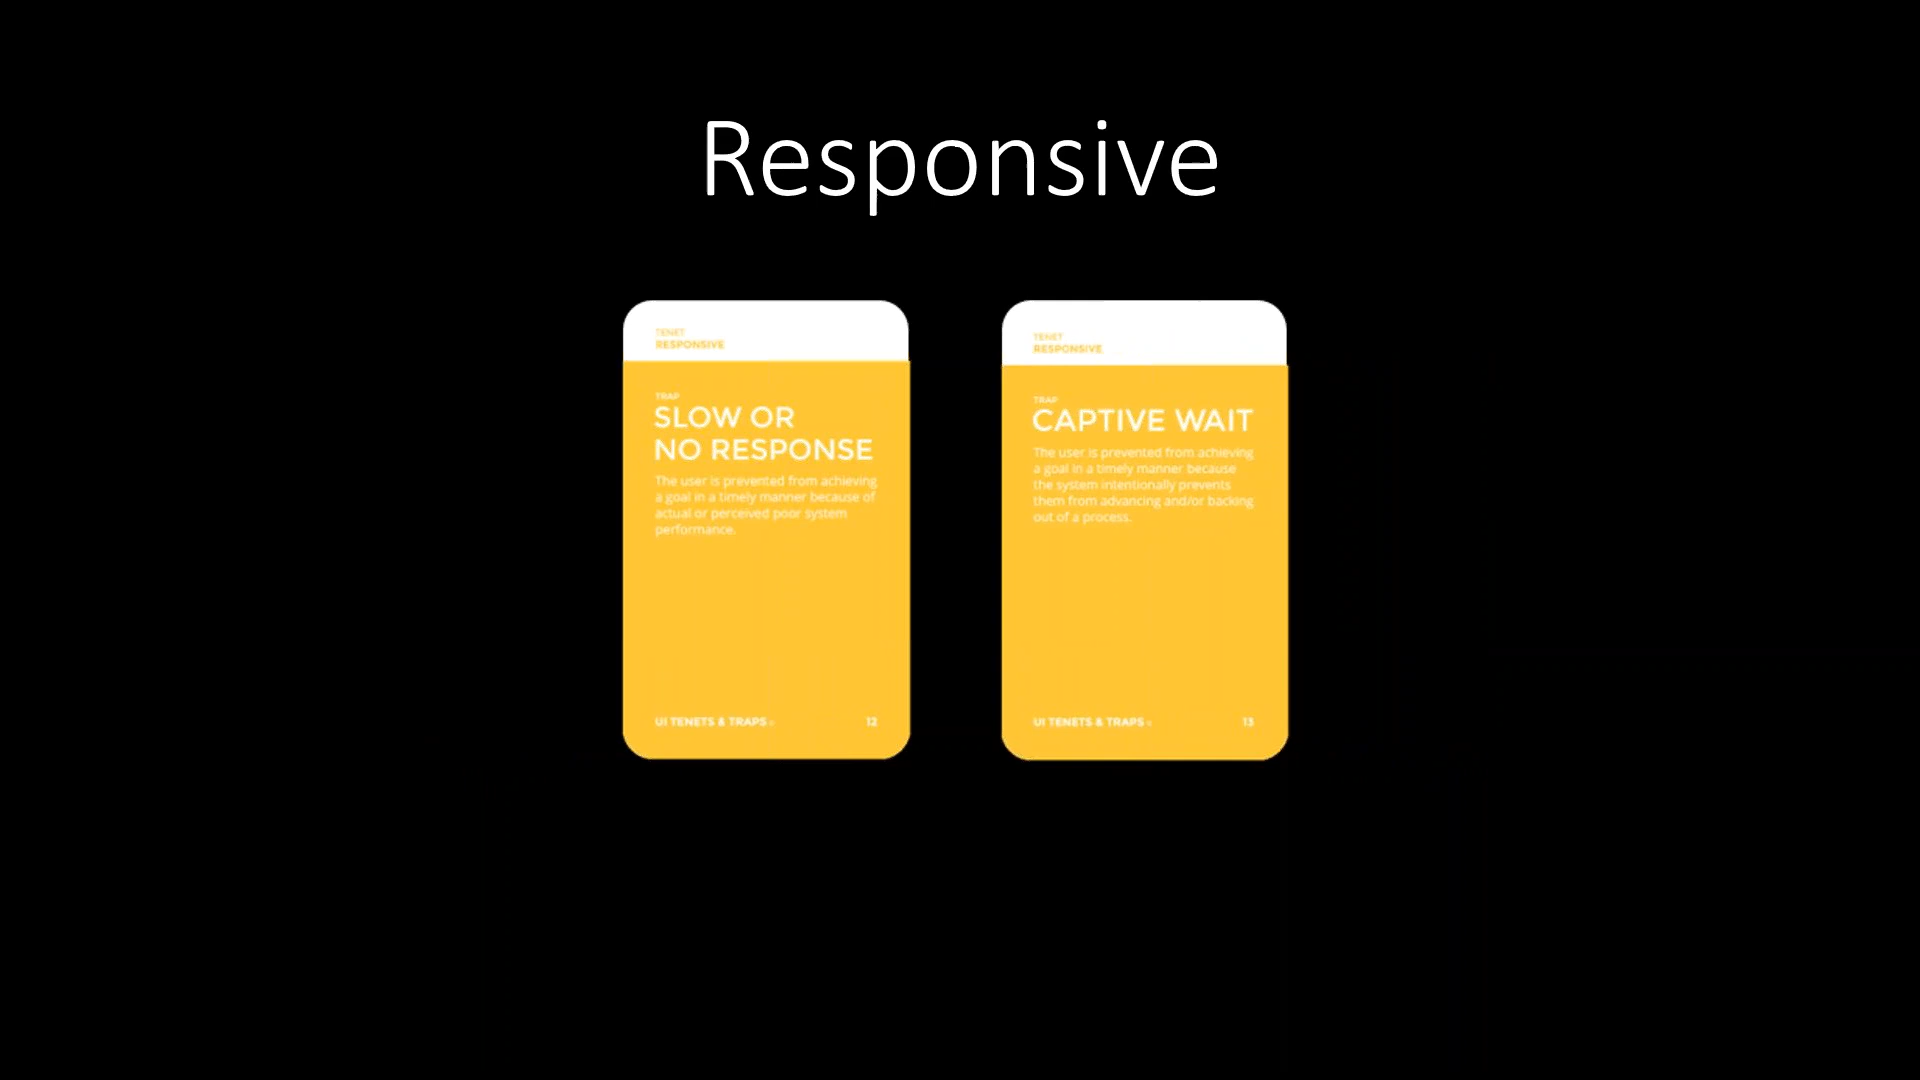 Responsive
TENET
RESPONSIVE
TRAP
SLOW OR
NO RESPONSE
The user is prevented from achieving
a goal in a timely manner because of
actual or perceived poor system
performance.
UI TENETS & TRAPS
12
TENET
RESPONSIVE
TRAP
CAPTIVE WAIT
The user is prevented from achieving
a goal in a timely manner because
the system intentionally prevents
them from advancing and/or backing
out of a process.
UI TENETS & TRAPS
13